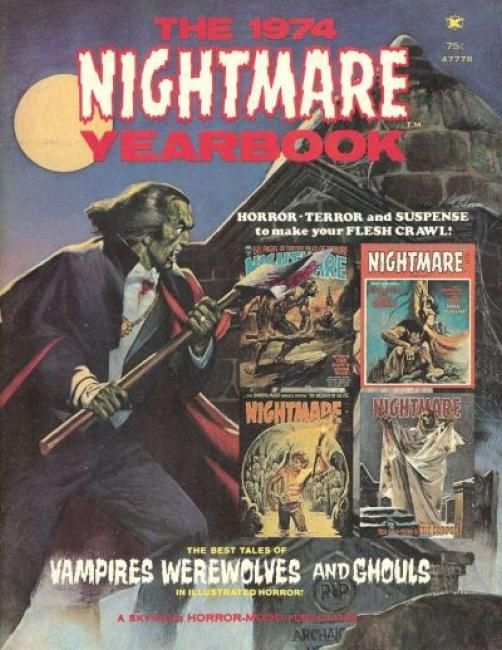 THE 1974
NIGHTMARE
T.M.
YEARBOOK
75¢
47778
HORROR-TERROR and SUSPENSE
to make your FLESH CRAWL!
NIGHTMARE
NIGHTMARE
NIGHTMARE
NIGHTMARE
THE BEST TALES OF
VAMPIRES WEREWOLVES AND GHOULS
IN ILLUSTRATED HORROR!
RIP
A SKYWALD HORROR-MOOD PUBLICATION
ARCHAIC